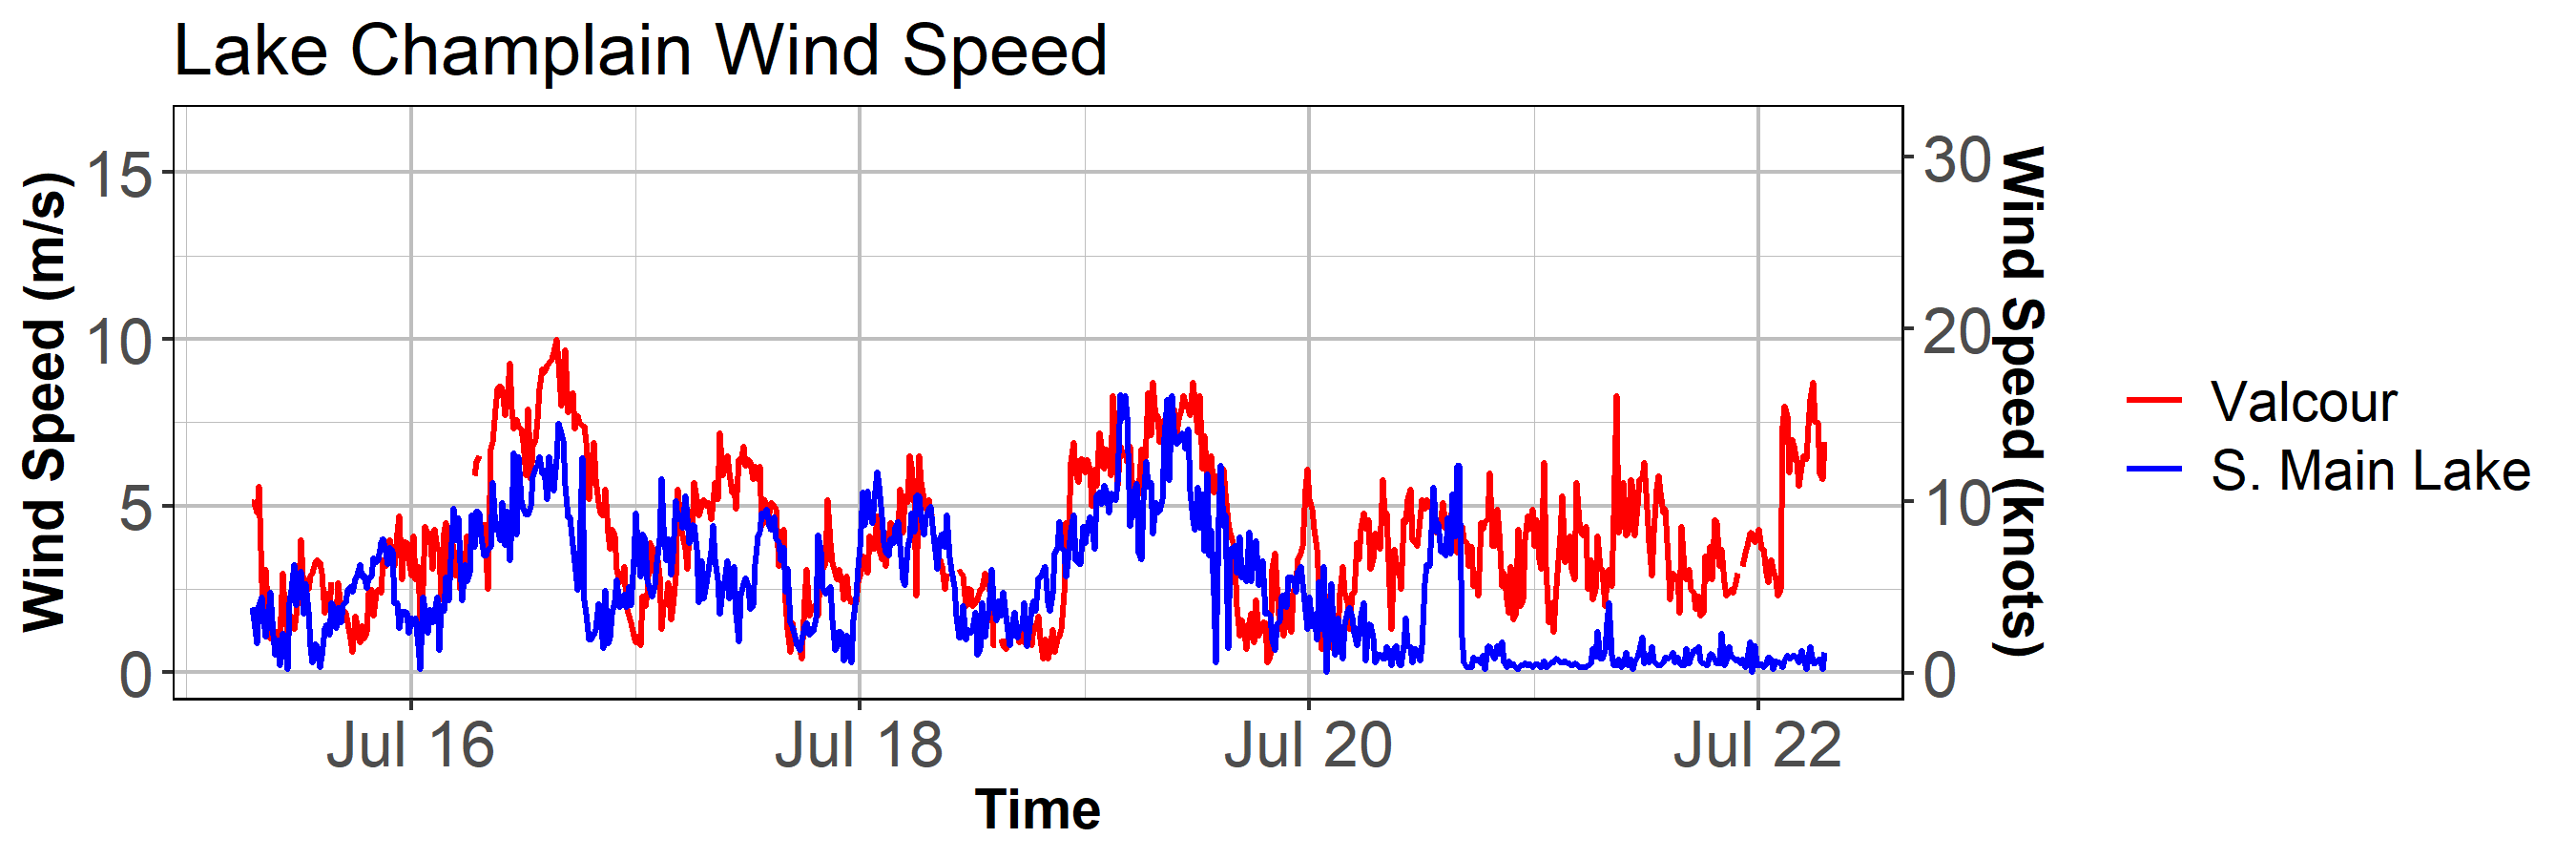 Lake Champlain Wind Speed
Wind Speed (m/s)
15
10
5
0
30
20
10
0
Wind Speed (knots)
Jul 16
Jul 18
Jul 20
Jul 22
Time
Valcour
S. Main Lake